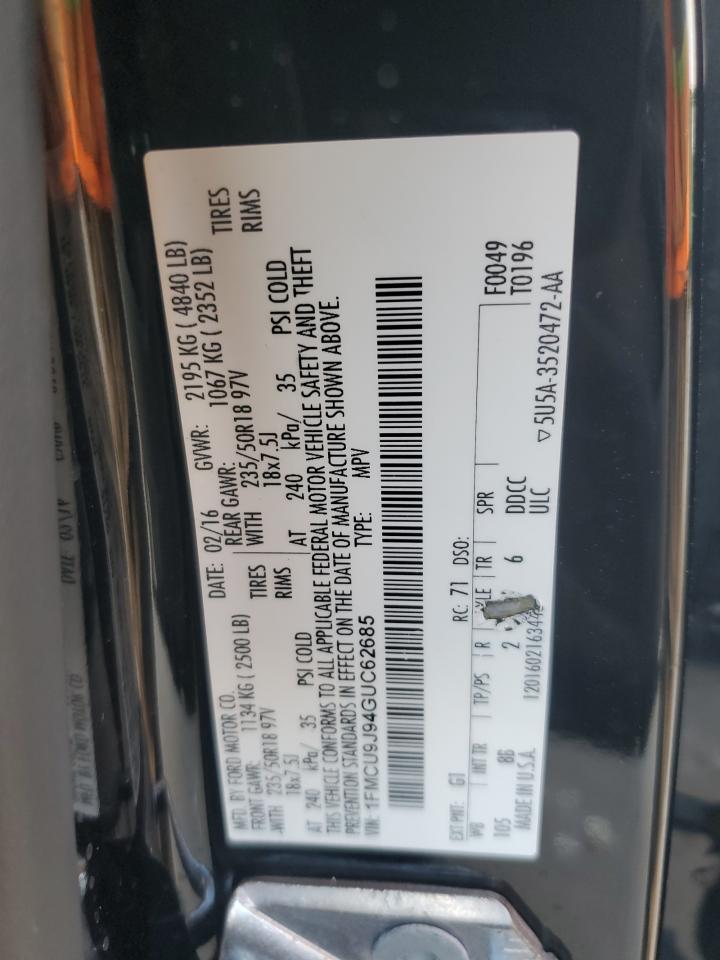 MFD. BY FORD MOTOR CO.
DATE: 02/16 GVWR: 2195 KG ( 4840 LB)
FRONT GAWR: 1134 KG ( 2500 LB)
REAR GAWR: 1067 KG ( 2352 LB)
WITH 235/50R18 97V TIRES
WITH 235/50R18 97V TIRES
18x7.5J RIMS
18x7.5J RIMS
AT 240 kPa/ 35 PSI COLD
AT 240 kPa/ 35 PSI COLD
THIS VEHICLE CONFORMS TO ALL APPLICABLE FEDERAL MOTOR VEHICLE SAFETY AND THEFT
PREVENTION STANDARDS IN EFFECT ON THE DATE OF MANUFACTURE SHOWN ABOVE.
VIN: 1FMCU9J94GUC62685 TYPE: MPV
EXT PNT: G1 RC: 71 DSO:
WB INT TR TP/PS R TR SPR
105 8D 2 6 DDCC F0049
MADE IN U.S.A. ULC T0196
▽ 5U5A-3520472-AA